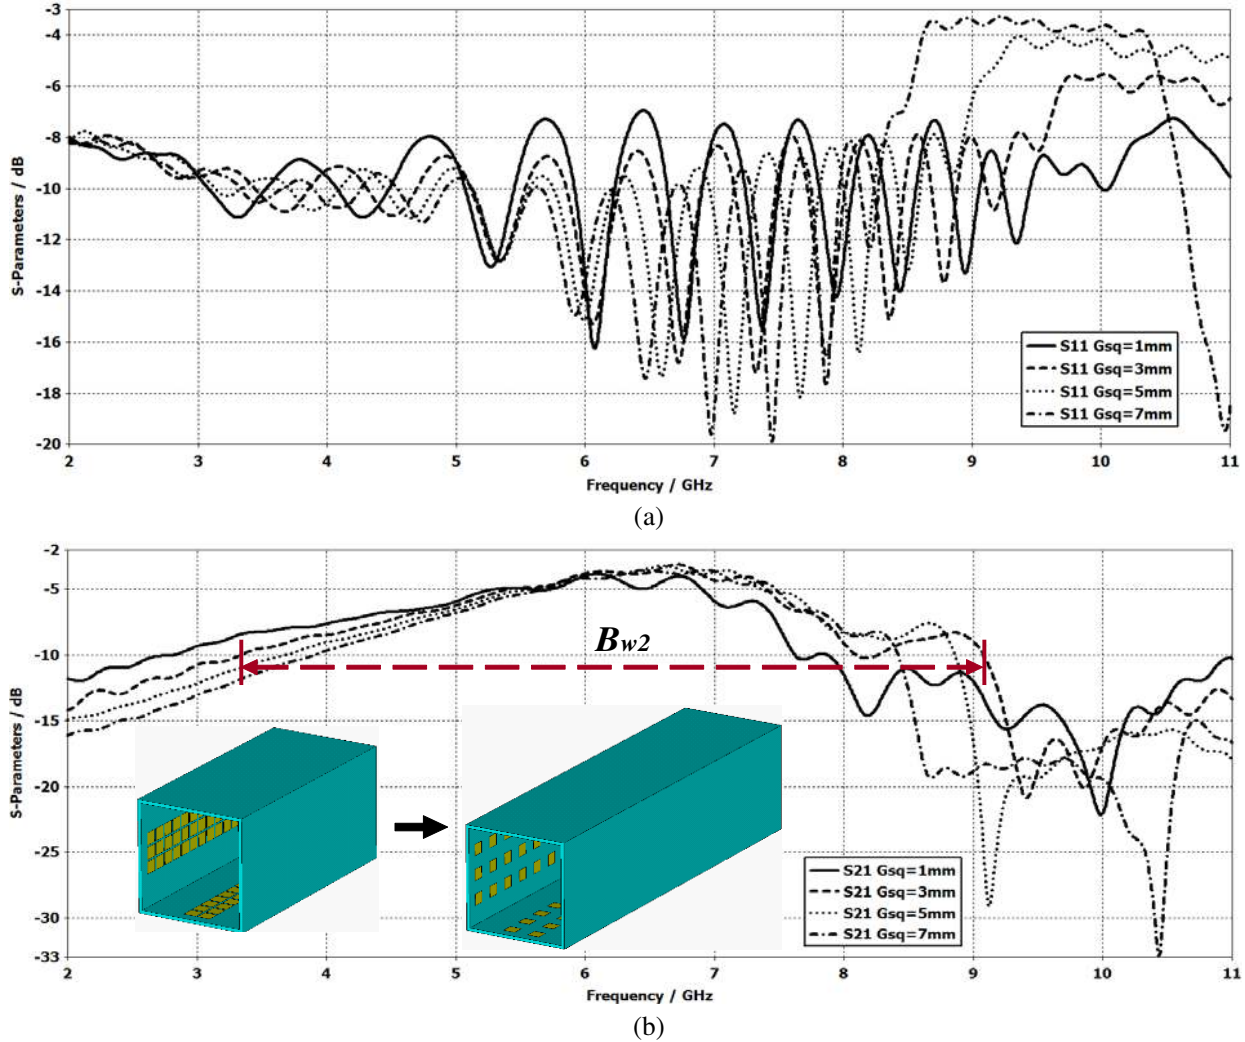 -3
-4
-6
-8
-10
-12
-14
-16
-18
-20
S-Parameters / dB
S11 Gsq=1mm
S11 Gsq=3mm
S11 Gsq=5mm
S11 Gsq=7mm
2 3 4 5 6 7 8 9 10 11
Frequency / GHz
(a)
-2
-5
-10
-15
-20
-25
-30
-33
S-Parameters / dB
Bw2
S21 Gsq=1mm
S21 Gsq=3mm
S21 Gsq=5mm
S21 Gsq=7mm
2 3 4 5 6 7 8 9 10 11
Frequency / GHz
(b)